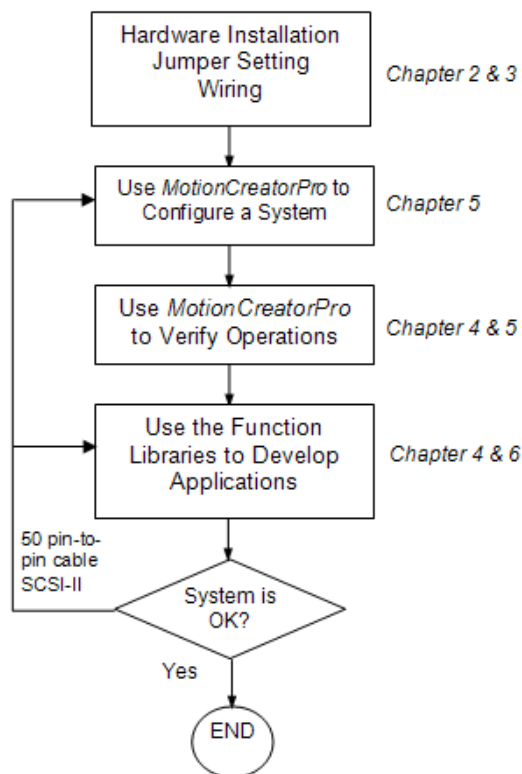 Hardware Installation
Jumper Setting
Wiring
Chapter 2 & 3
Use MotionCreatorPro to
Configure a System
Chapter 5
Use MotionCreatorPro
to Verify Operations
Chapter 4 & 5
Use the Function
Libraries to Develop
Applications
Chapter 4 & 6
50 pin-to-
pin cable
SCSI-II
System is
OK?
Yes
END